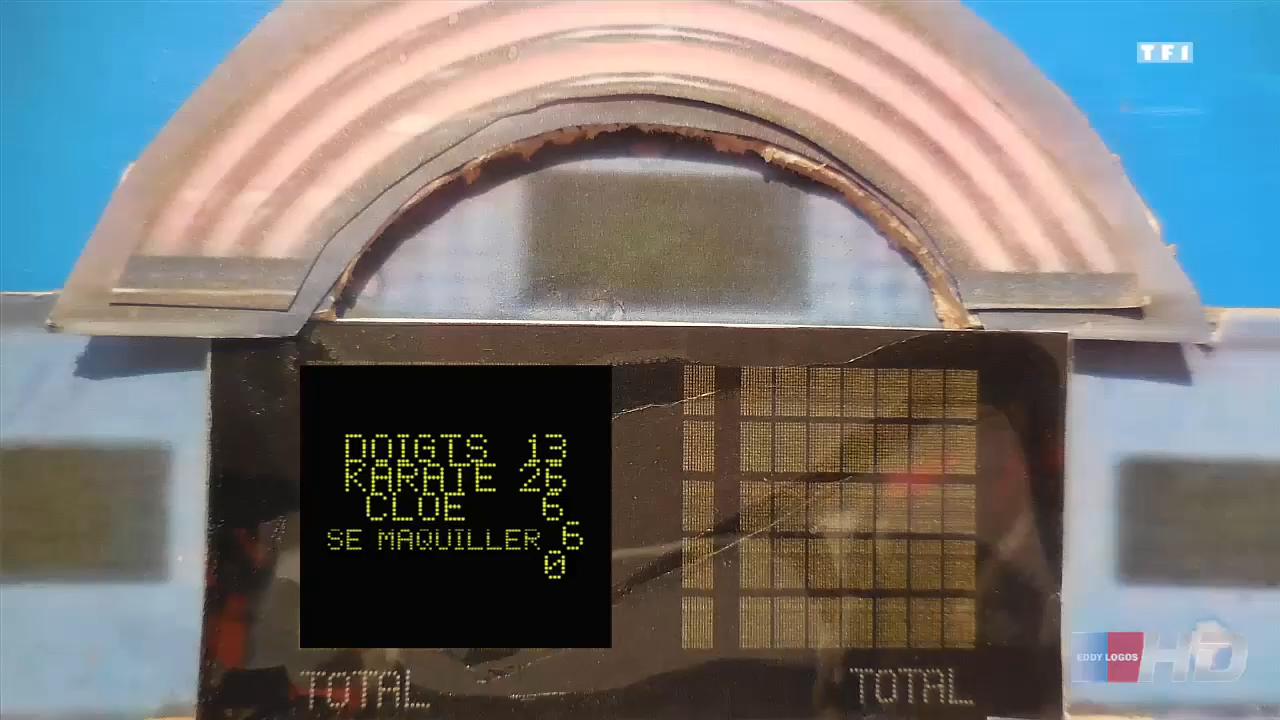 TF1
DOIGTS 13
KARATE 26
CLOE 6
SE MAQUILLER 6
0
EDDY LOGOS HD
TOTAL TOTAL